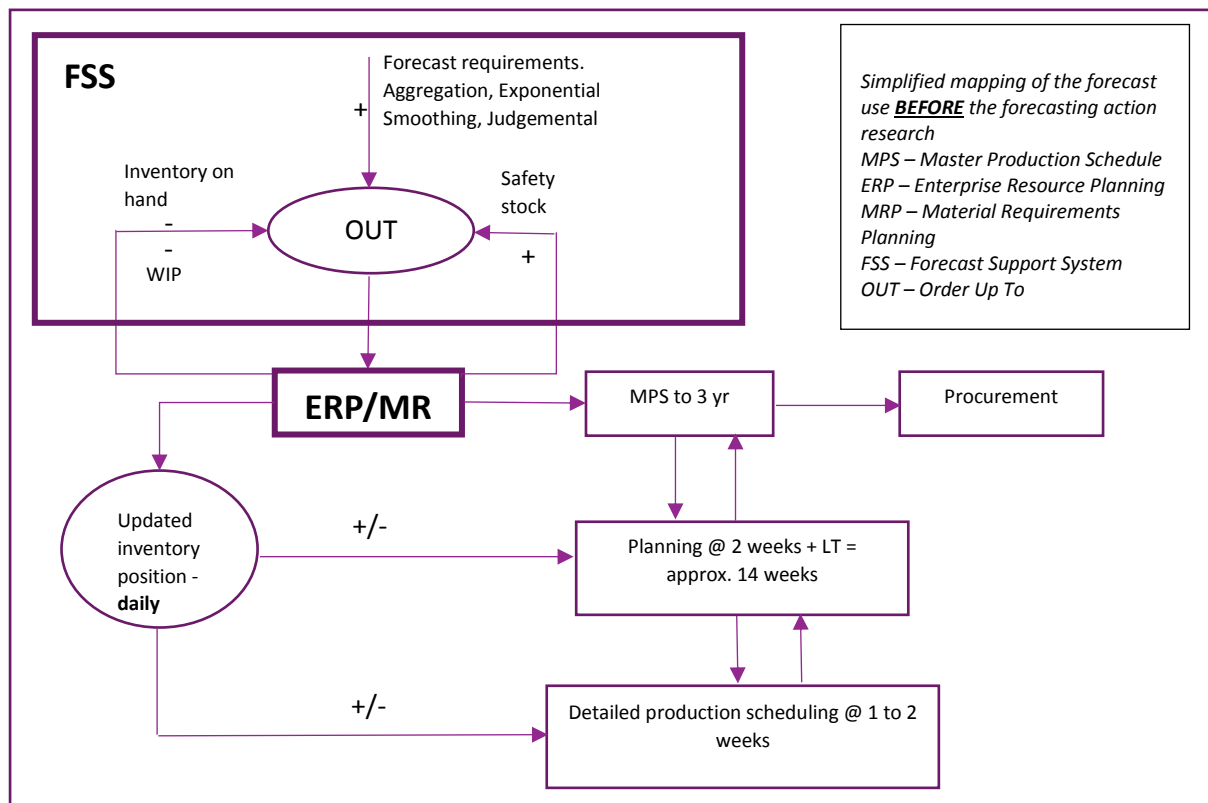 FSS
Forecast requirements.
Aggregation, Exponential
Smoothing, Judgemental
+
Inventory on
hand
-
-
WIP
OUT
Safety
stock
+
Simplified mapping of the forecast
use BEFORE the forecasting action
research
MPS – Master Production Schedule
ERP – Enterprise Resource Planning
MRP – Material Requirements
Planning
FSS – Forecast Support System
OUT – Order Up To
ERP/MR
MPS to 3 yr
Procurement
Updated
inventory
position -
daily
+/-
Planning @ 2 weeks + LT =
approx. 14 weeks
+/-
Detailed production scheduling @ 1 to 2
weeks